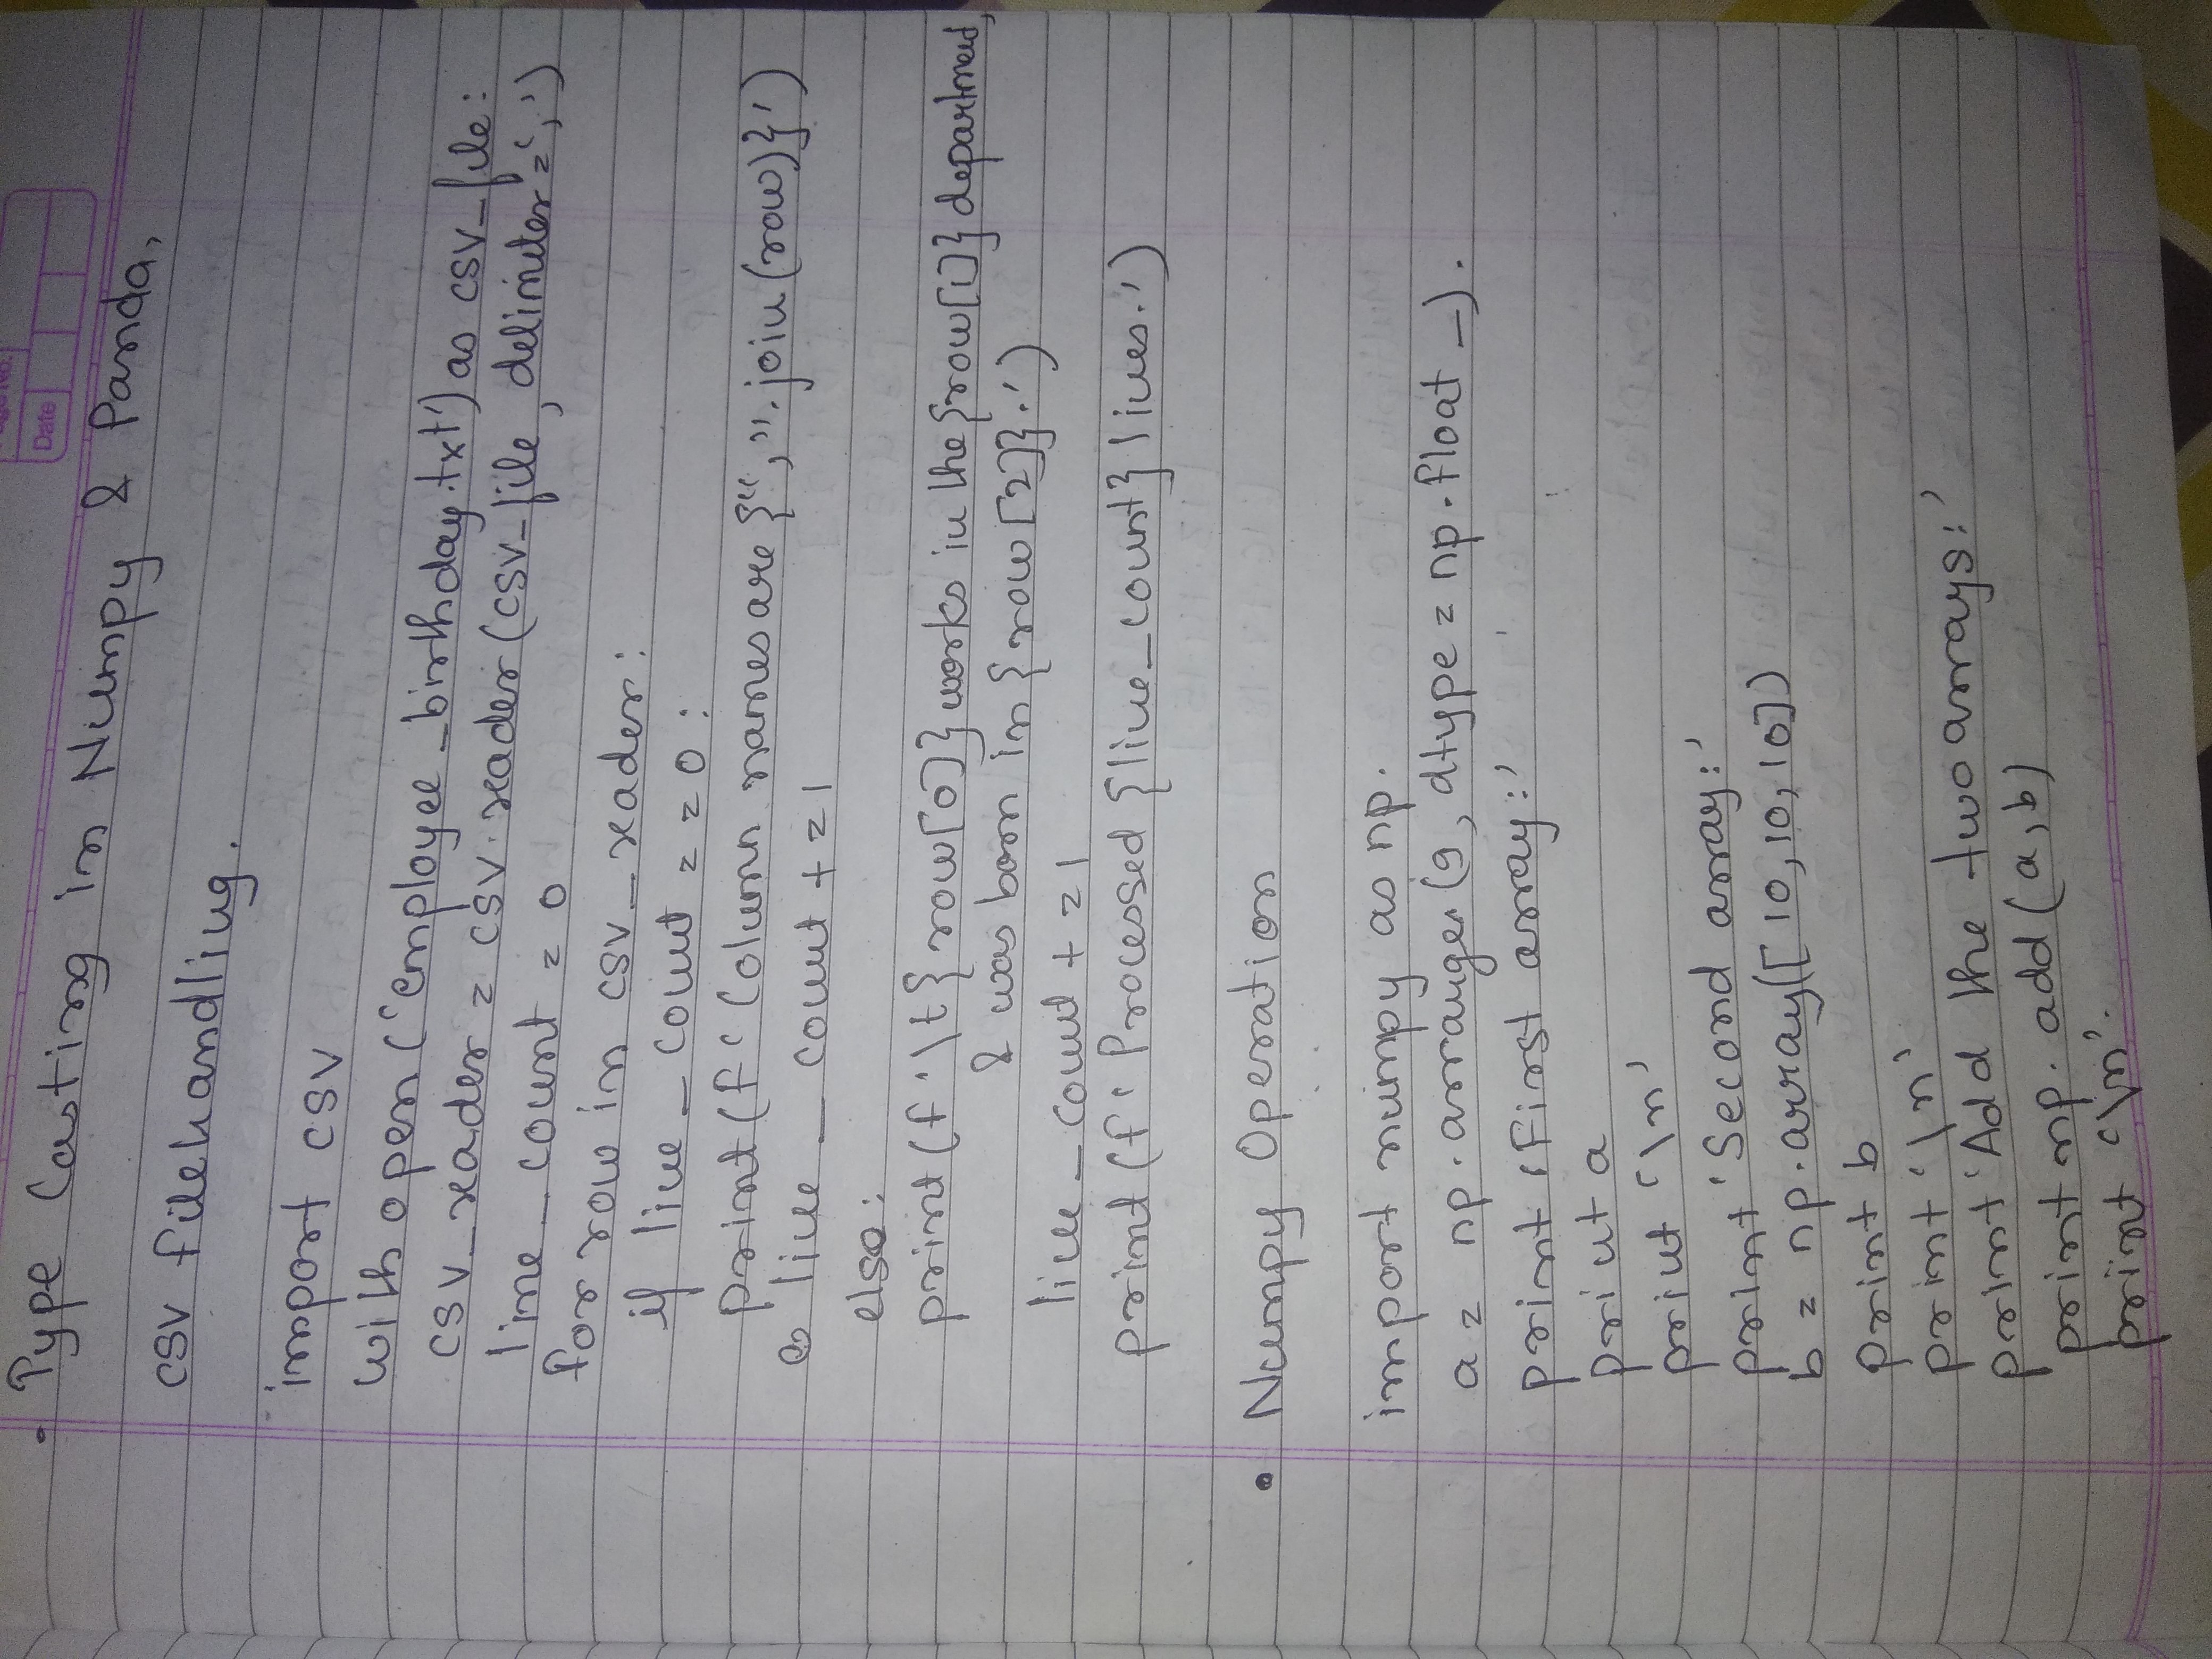 Page No.
Date
• Type Casting in Numpy & Panda,
csv filehandling.
import csv
with open('employee_birthday.txt') as csv_file:
csv_reader = csv.reader(csv_file, delimiter=',')
line_count = 0
for row in csv_reader:
if line_count == 0:
print(f'Column names are {",".join(row)}')
line_count += 1
else:
print(f'\t{row[0]} works in the {row[1]} department,
& was born in {row[2]}.')
line_count += 1
print(f'Processed {line_count} lines.')
• Numpy Operation
import numpy as np.
a = np.arrange(9, dtype = np.float_).
print 'First array:'
print a
print '\n'
print 'Second array:'
b = np.array([10,10,10])
print b
print '\n'
print 'Add the two arrays:'
print np.add(a,b)
print '\n'.